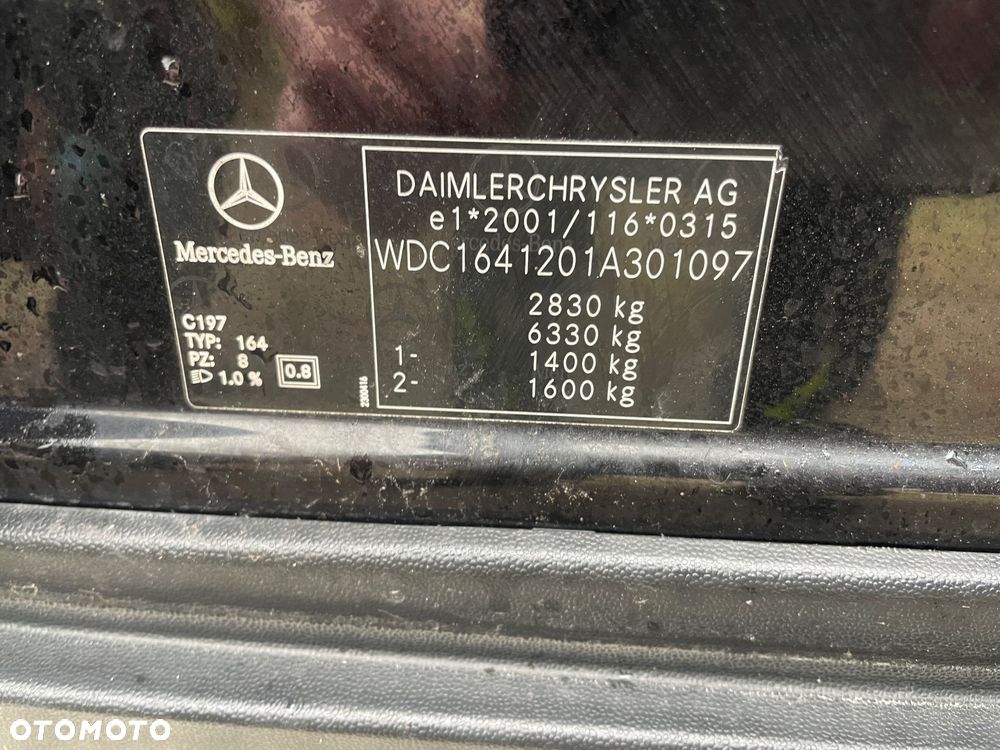 Mercedes-Benz
C197
TYP: 164
PZ: 8
1.0 %
0.8
2300416
DAIMLERCHRYSLER AG
e1*2001/116*0315
WDC1641201A301097
2830 kg
6330 kg
1- 1400 kg
2- 1600 kg
OTOMOTO